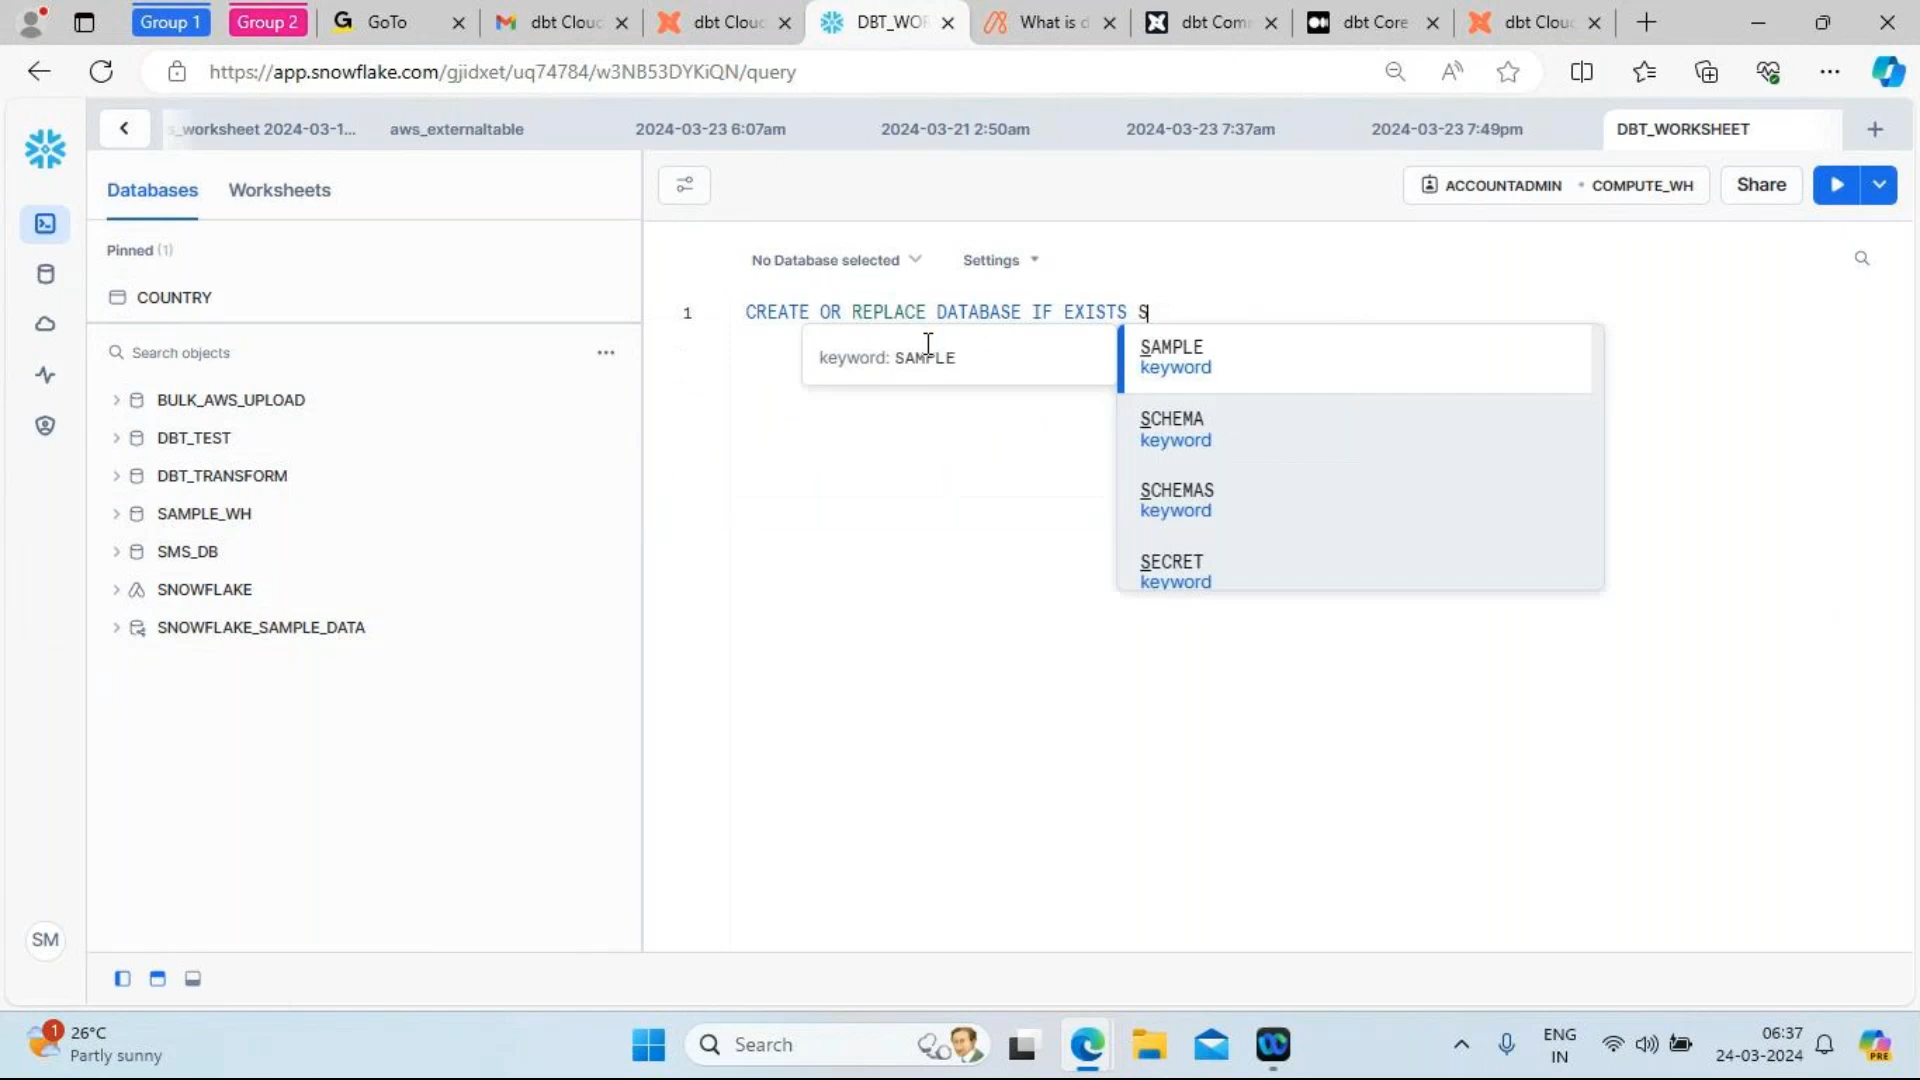 Group 1
Group 2
GoTo
dbt Clou
dbt Clou
DBT_WOR
What is d
dbt Com
dbt Core
dbt Clou
https://app.snowflake.com/gjidxet/uq74784/w3NB53DYKiQN/query
s_worksheet 2024-03-1...
aws_externaltable
2024-03-23 6:07am
2024-03-21 2:50am
2024-03-23 7:37am
2024-03-23 7:49pm
DBT_WORKSHEET
Databases
Worksheets
ACCOUNTADMIN
COMPUTE_WH
Share
Pinned (1)
COUNTRY
Search objects
BULK_AWS_UPLOAD
DBT_TEST
DBT_TRANSFORM
SAMPLE_WH
SMS_DB
SNOWFLAKE
SNOWFLAKE_SAMPLE_DATA
No Database selected
Settings
1
CREATE OR REPLACE DATABASE IF EXISTS S
keyword: SAMPLE
SAMPLE
keyword
SCHEMA
keyword
SCHEMAS
keyword
SECRET
keyword
SM
1
26°C
Partly sunny
Search
ENG
IN
06:37
24-03-2024
PRE